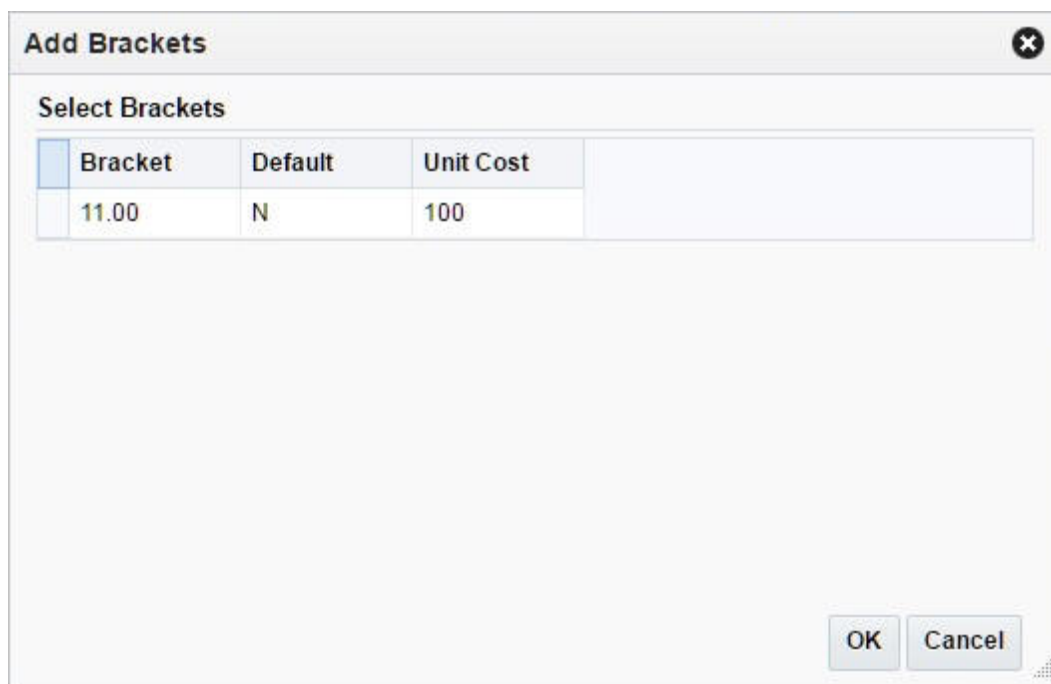 Add Brackets
Select Brackets
Bracket Default Unit Cost
11.00 N 100
OK Cancel